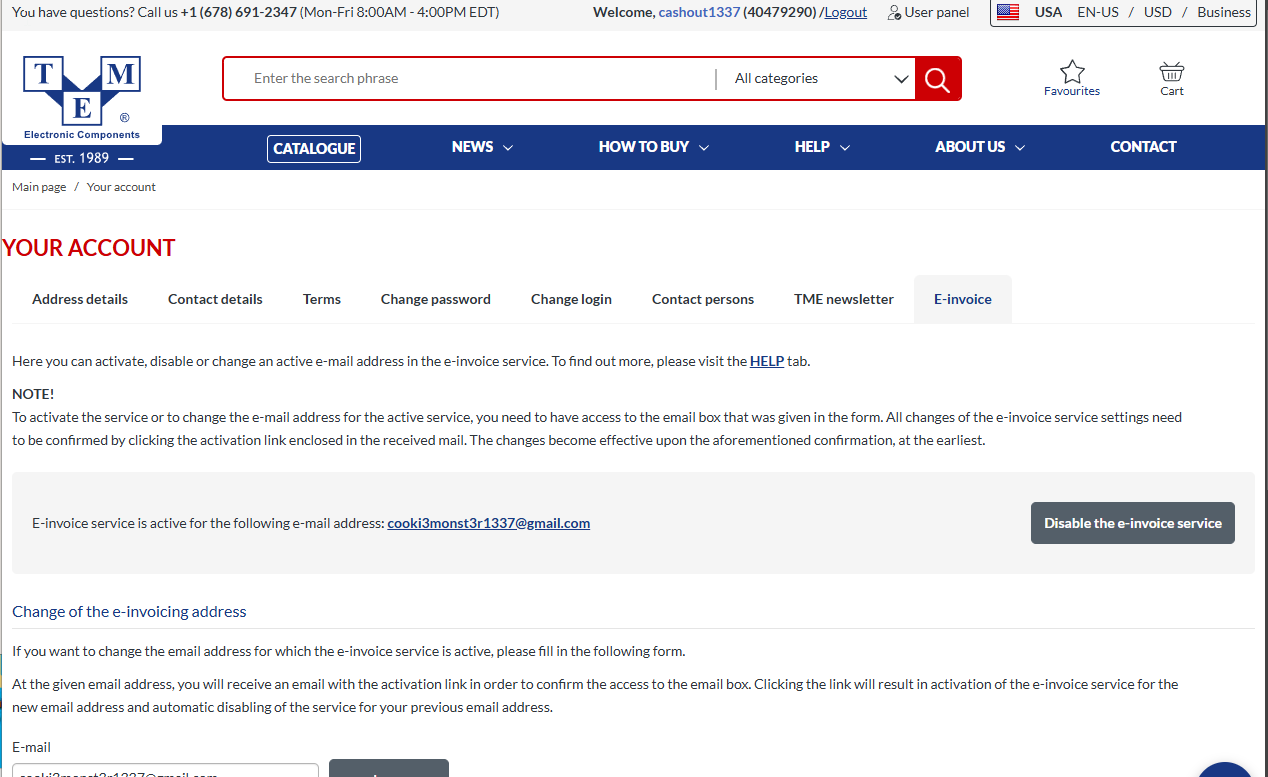 You have questions? Call us +1 (678) 691-2347 (Mon-Fri 8:00AM - 4:00PM EDT)
Welcome, cashout1337 (40479290) /Logout
User panel
USA EN-US / USD / Business
T M E ®
Electronic Components
EST. 1989
Enter the search phrase
All categories
Favourites
Cart
CATALOGUE
NEWS
HOW TO BUY
HELP
ABOUT US
CONTACT
Main page / Your account
YOUR ACCOUNT
Address details
Contact details
Terms
Change password
Change login
Contact persons
TME newsletter
E-invoice
Here you can activate, disable or change an active e-mail address in the e-invoice service. To find out more, please visit the HELP tab.
NOTE!
To activate the service or to change the e-mail address for the active service, you need to have access to the email box that was given in the form. All changes of the e-invoice service settings need
to be confirmed by clicking the activation link enclosed in the received mail. The changes become effective upon the aforementioned confirmation, at the earliest.
E-invoice service is active for the following e-mail address: cooki3monst3r1337@gmail.com
Disable the e-invoice service
Change of the e-invoicing address
If you want to change the email address for which the e-invoice service is active, please fill in the following form.
At the given email address, you will receive an email with the activation link in order to confirm the access to the email box. Clicking the link will result in activation of the e-invoice service for the
new email address and automatic disabling of the service for your previous email address.
E-mail
cooki3monst3r1337@gmail.com